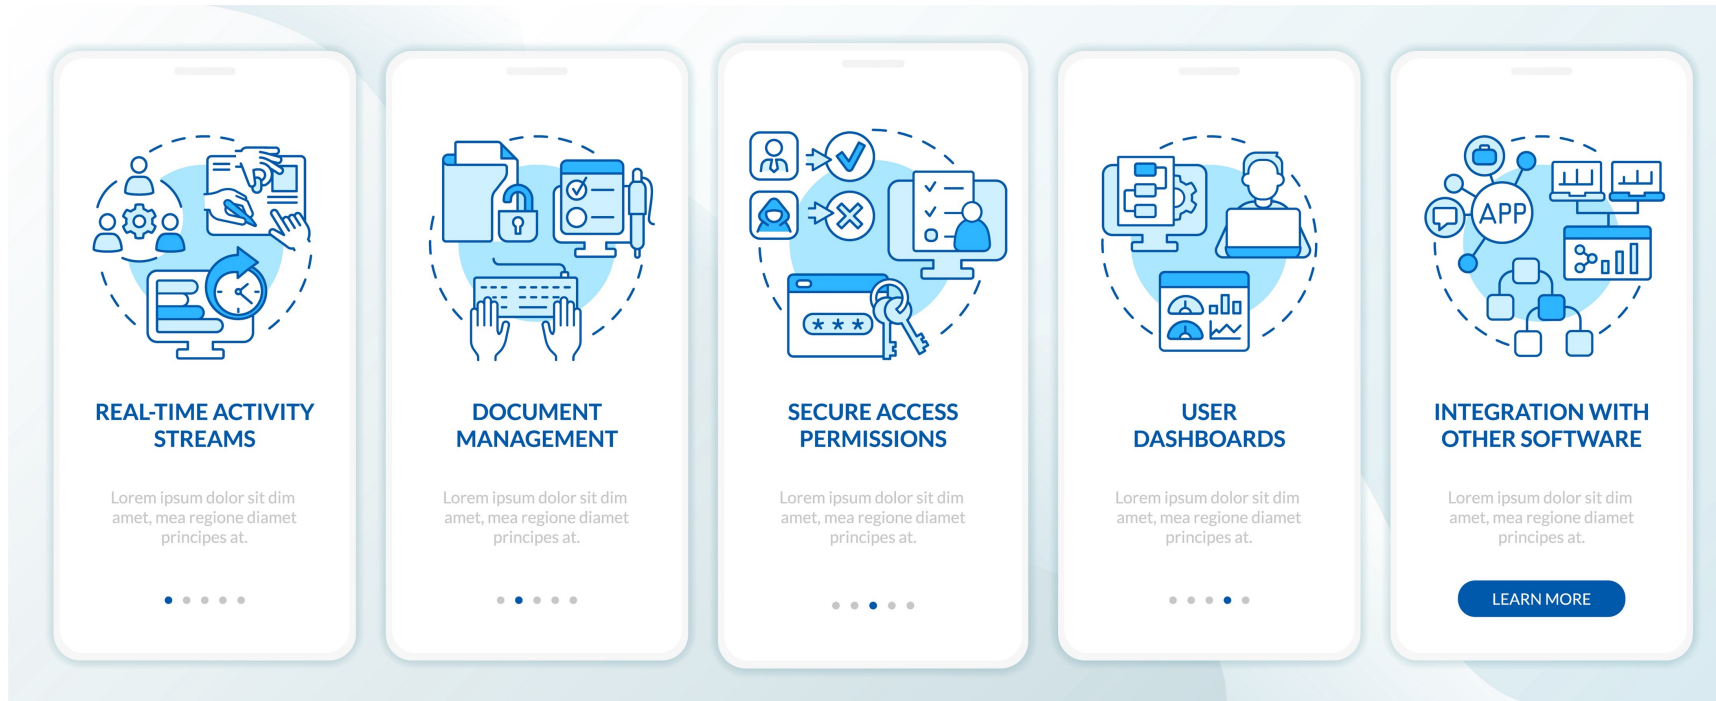 REAL-TIME ACTIVITY
STREAMS
Lorem ipsum dolor sit dim
amet, mea regione diamet
principes at.
DOCUMENT
MANAGEMENT
Lorem ipsum dolor sit dim
amet, mea regione diamet
principes at.
***
SECURE ACCESS
PERMISSIONS
Lorem ipsum dolor sit dim
amet, mea regione diamet
principes at.
USER
DASHBOARDS
Lorem ipsum dolor sit dim
amet, mea regione diamet
principes at.
APP
INTEGRATION WITH
OTHER SOFTWARE
Lorem ipsum dolor sit dim
amet, mea regione diamet
principes at.
LEARN MORE